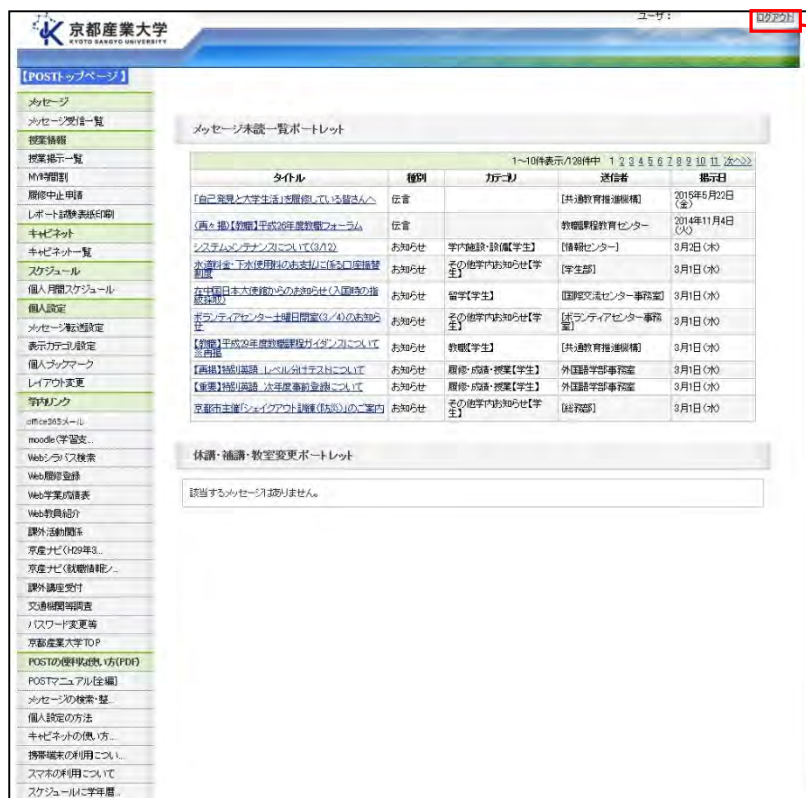 京都産業大学
KYOTO SANGYO UNIVERSITY
ユーザ：
ログアウト
【POSTトップページ】
メッセージ
メッセージ受信一覧
授業情報
授業掲示一覧
MY時間割
履修中止申請
レポート試験表紙印刷
キャビネット
キャビネット一覧
スケジュール
個人月間スケジュール
個人設定
メッセージ転送設定
表示カテゴリ設定
個人ブックマーク
レイアウト変更
学内リンク
office365メール
moodle(学習支...
Webシラバス検索
Web履修登録
Web学業成績表
Web教員紹介
課外活動関係
京産ナビ(H29年3...
京産ナビ(就職情報シ...
課外講座受付
交通機関等調査
パスワード変更等
京都産業大学TOP
POSTの便利な使い方(PDF)
POSTマニュアル[全編]
メッセージの検索・整...
個人設定の方法
キャビネットの使い方...
携帯端末の利用につい...
スマホの利用について
スケジュールに学年暦...
メッセージ未読一覧ポートレット
1～10件表示/128件中 1 2 3 4 5 6 7 8 9 10 11 次へ>>
タイトル 種別 カテゴリ 送信者 掲示日
「自己発見と大学生活」を履修している皆さんへ 伝言 [共通教育推進機構] 2015年5月22日(金)
(再々掲)【教職】平成26年度教職フォーラム 伝言 教職課程教育センター 2014年11月4日(火)
システムメンテナンスについて(3/12) お知らせ 学内施設・設備【学生】 [情報センター] 3月2日(水)
水道料金・下水使用料のお支払に係る口座振替制度 お知らせ その他学内お知らせ【学生】 [学生部] 3月1日(水)
在中国日本大使館からのお知らせ(入国時の指紋採取) お知らせ 留学【学生】 [国際交流センター事務室] 3月1日(水)
ボランティアセンター土曜日閉室(3/4)のお知らせ お知らせ その他学内お知らせ【学生】 [ボランティアセンター事務室] 3月1日(水)
【教職】平成29年度教職課程ガイダンスについて※再掲 お知らせ 教職【学生】 [共通教育推進機構] 3月1日(水)
【再掲】特別英語 レベル分けテストについて お知らせ 履修・成績・授業【学生】 外国語学部事務室 3月1日(水)
【重要】特別英語 次年度事前登録について お知らせ 履修・成績・授業【学生】 外国語学部事務室 3月1日(水)
京都市主催「シェイクアウト訓練(防災)」のご案内 お知らせ その他学内お知らせ【学生】 [総務部] 3月1日(水)
休講・補講・教室変更ポートレット
該当するメッセージはありません。